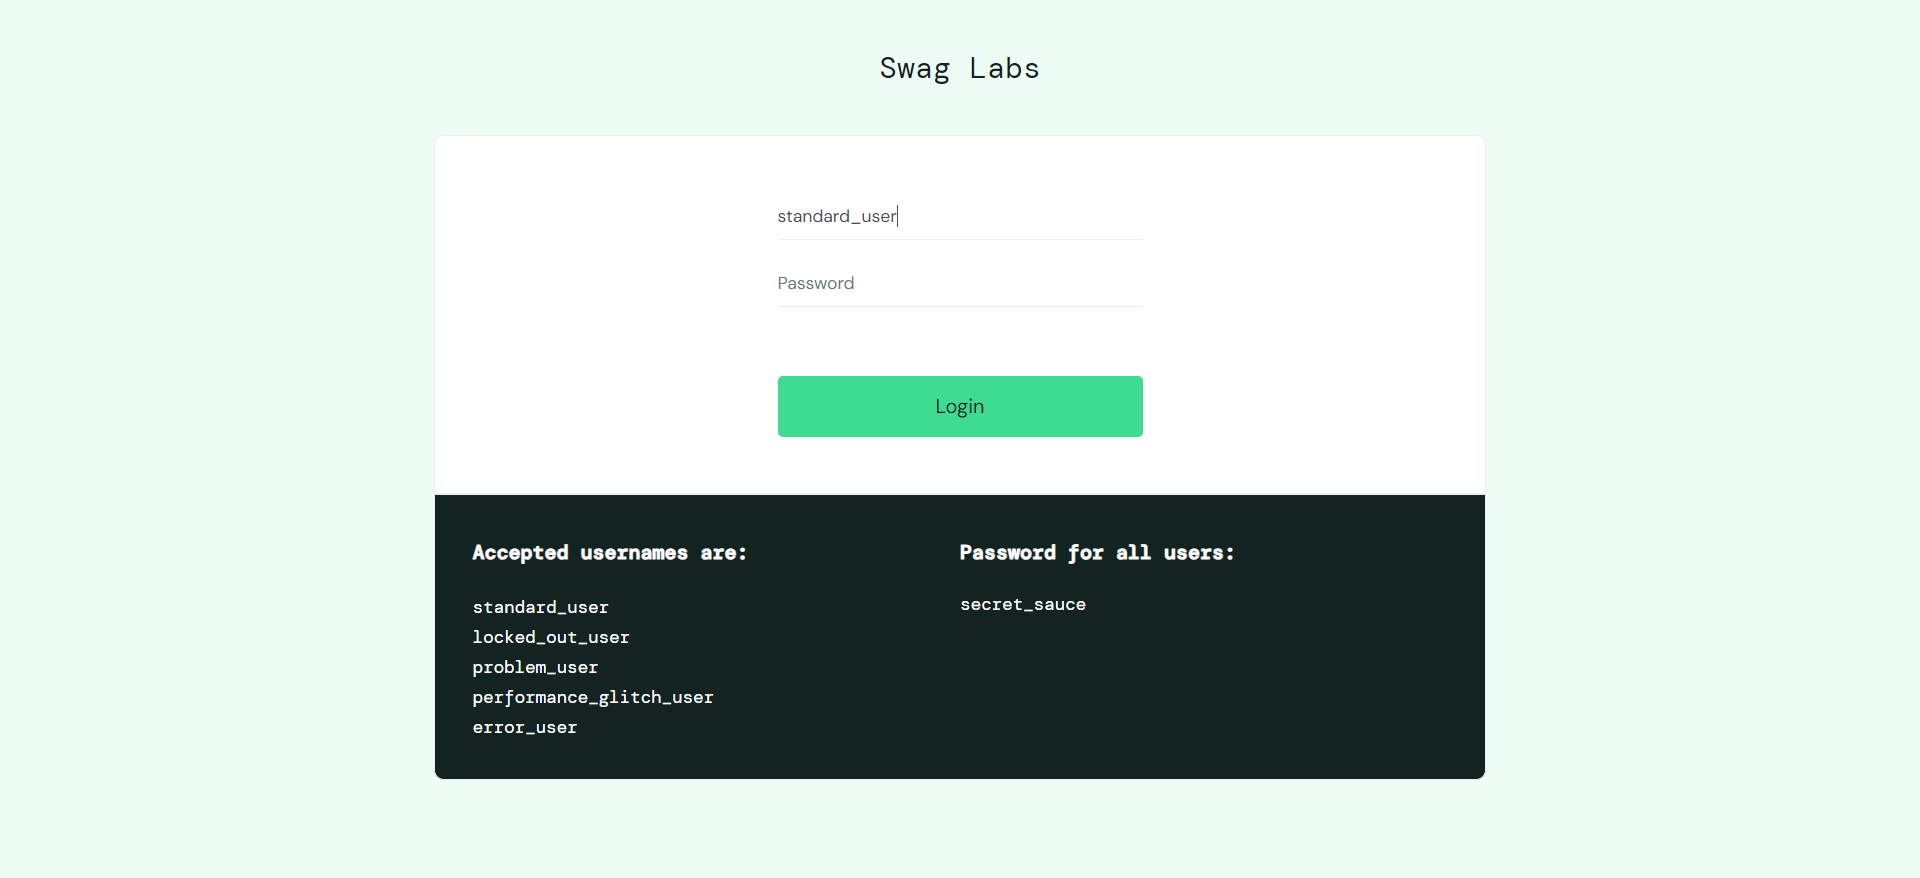 Swag Labs
standard_user
Password
Login
Accepted usernames are:
standard_user
locked_out_user
problem_user
performance_glitch_user
error_user
Password for all users:
secret_sauce